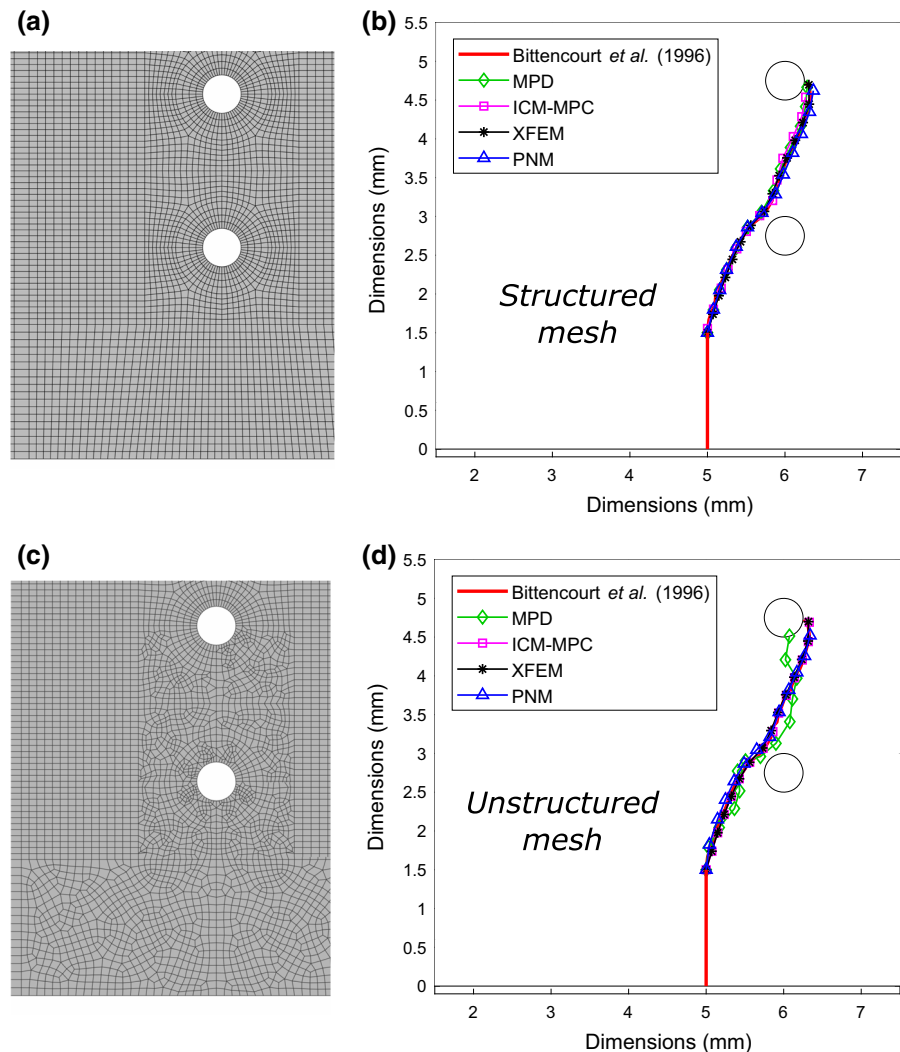 (a)
(b)
5.5
5
4.5
4
3.5
3
2.5
2
1.5
1
0.5
0
Dimensions (mm)
Bittencourt et al. (1996)
MPD
ICM-MPC
XFEM
PNM
Structured
mesh
2 3 4 5 6 7
Dimensions (mm)
(c)
(d)
5.5
5
4.5
4
3.5
3
2.5
2
1.5
1
0.5
0
Dimensions (mm)
Bittencourt et al. (1996)
MPD
ICM-MPC
XFEM
PNM
Unstructured
mesh
2 3 4 5 6 7
Dimensions (mm)